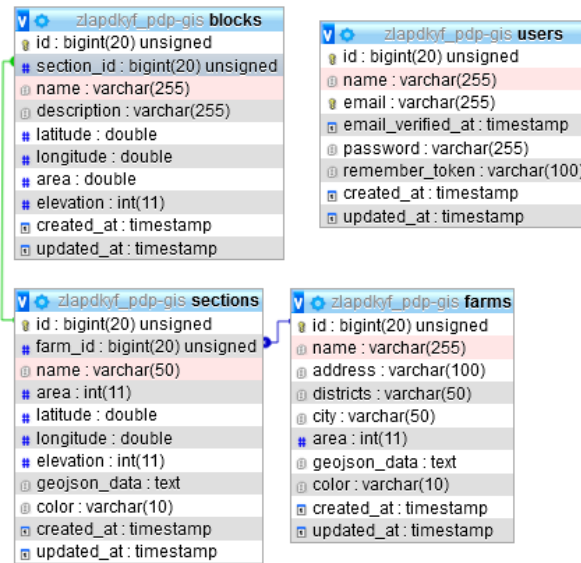 zlapdkyf_pdp-gis blocks
id : bigint(20) unsigned
section_id : bigint(20) unsigned
name : varchar(255)
description : varchar(255)
latitude : double
longitude : double
area : double
elevation : int(11)
created_at : timestamp
updated_at : timestamp
zlapdkyf_pdp-gis users
id : bigint(20) unsigned
name : varchar(255)
email : varchar(255)
email_verified_at : timestamp
password : varchar(255)
remember_token : varchar(100)
created_at : timestamp
updated_at : timestamp
zlapdkyf_pdp-gis sections
id : bigint(20) unsigned
farm_id : bigint(20) unsigned
name : varchar(50)
area : int(11)
latitude : double
longitude : double
elevation : int(11)
geojson_data : text
color : varchar(10)
created_at : timestamp
updated_at : timestamp
zlapdkyf_pdp-gis farms
id : bigint(20) unsigned
name : varchar(255)
address : varchar(100)
districts : varchar(50)
city : varchar(50)
area : int(11)
geojson_data : text
color : varchar(10)
created_at : timestamp
updated_at : timestamp